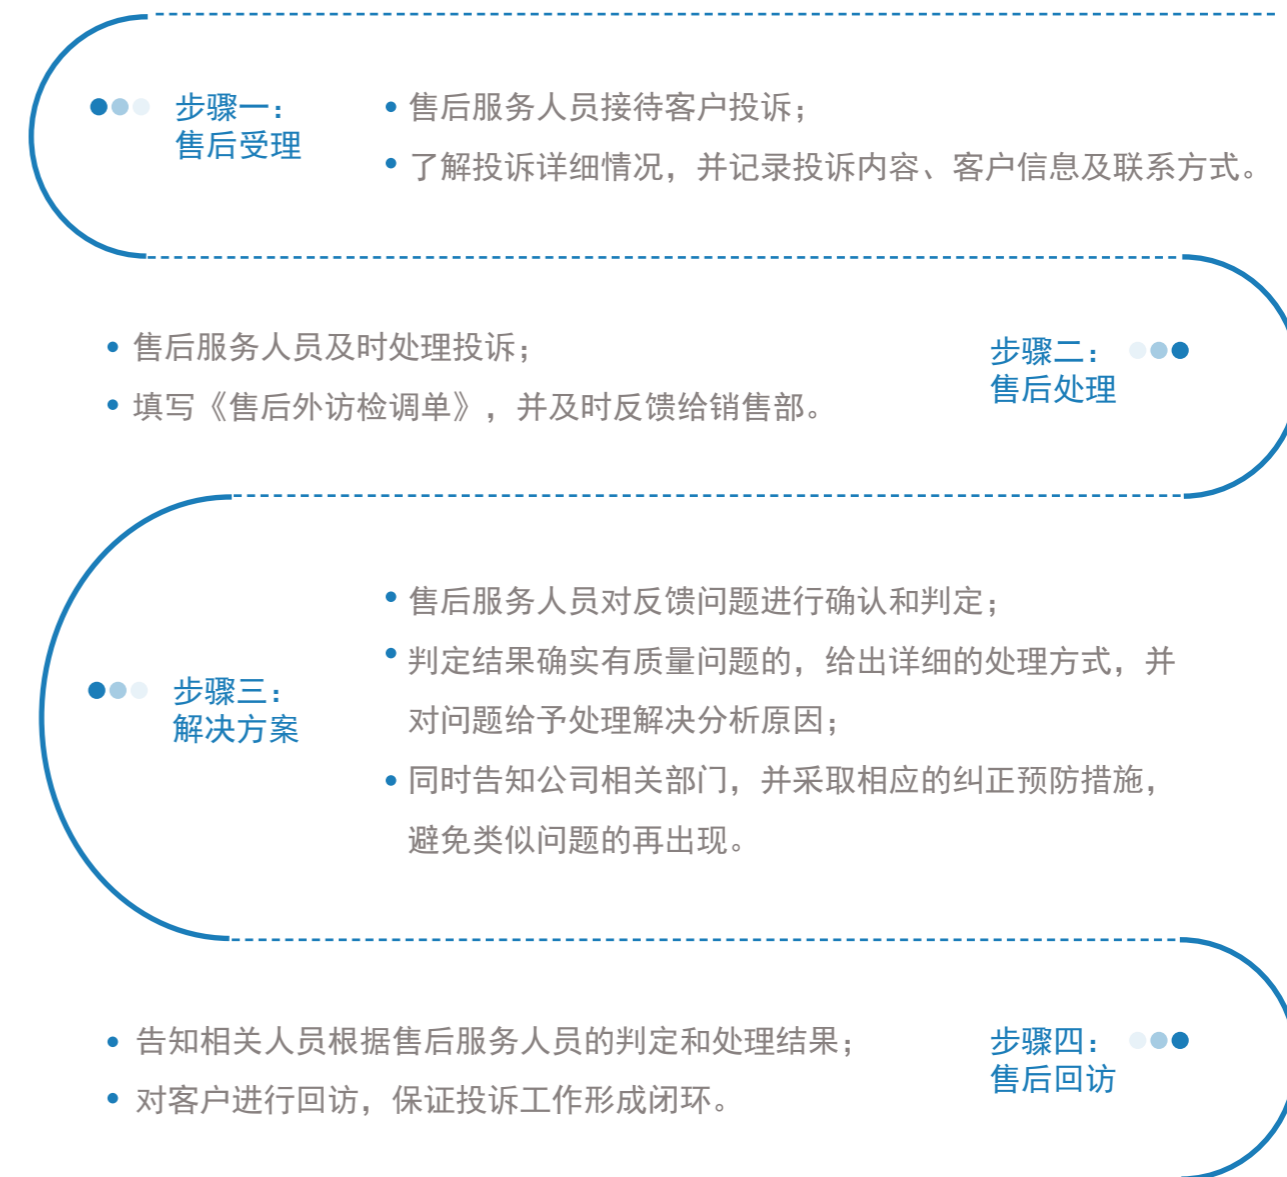 步骤一：
售后受理
售后服务人员接待客户投诉；
了解投诉详细情况，并记录投诉内容、客户信息及联系方式。
售后服务人员及时处理投诉；
填写《售后外访检调单》，并及时反馈给销售部。
步骤二：
售后处理
步骤三：
解决方案
售后服务人员对反馈问题进行确认和判定；
判定结果确实有质量问题的，给出详细的处理方式，并
对问题给予处理解决分析原因；
同时告知公司相关部门，并采取相应的纠正预防措施，
避免类似问题的再出现。
告知相关人员根据售后服务人员的判定和处理结果；
对客户进行回访，保证投诉工作形成闭环。
步骤四：
售后回访